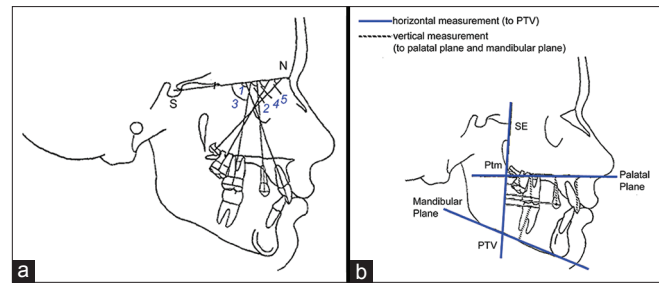 N
S
1
3
2
4
5
a
horizontal measurement (to PTV)
vertical measurement
(to palatal plane and mandibular plane)
SE
Ptm
Palatal
Plane
Mandibular
Plane
PTV
b